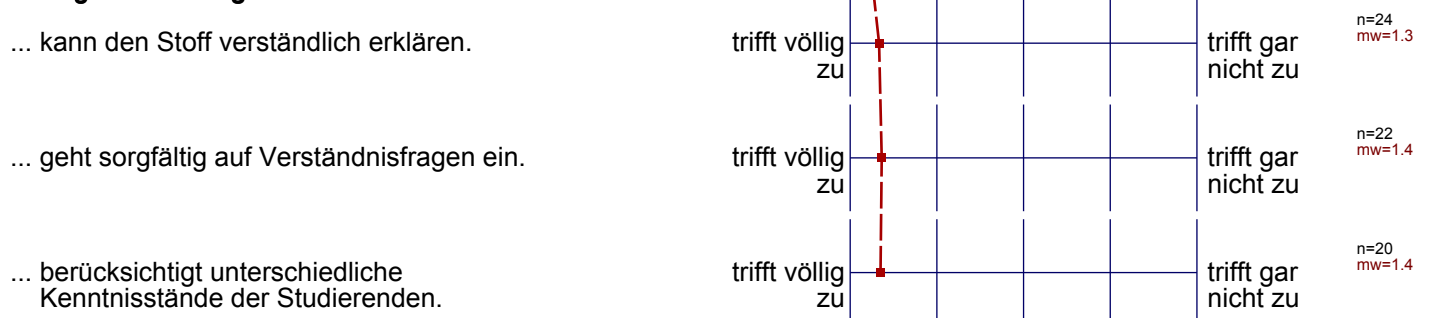 ... kann den Stoff verständlich erklären.
trifft völlig
zu
trifft gar
nicht zu
n=24
mw=1.3
... geht sorgfältig auf Verständnisfragen ein.
trifft völlig
zu
trifft gar
nicht zu
n=22
mw=1.4
... berücksichtigt unterschiedliche
Kenntnisstände der Studierenden.
trifft völlig
zu
trifft gar
nicht zu
n=20
mw=1.4